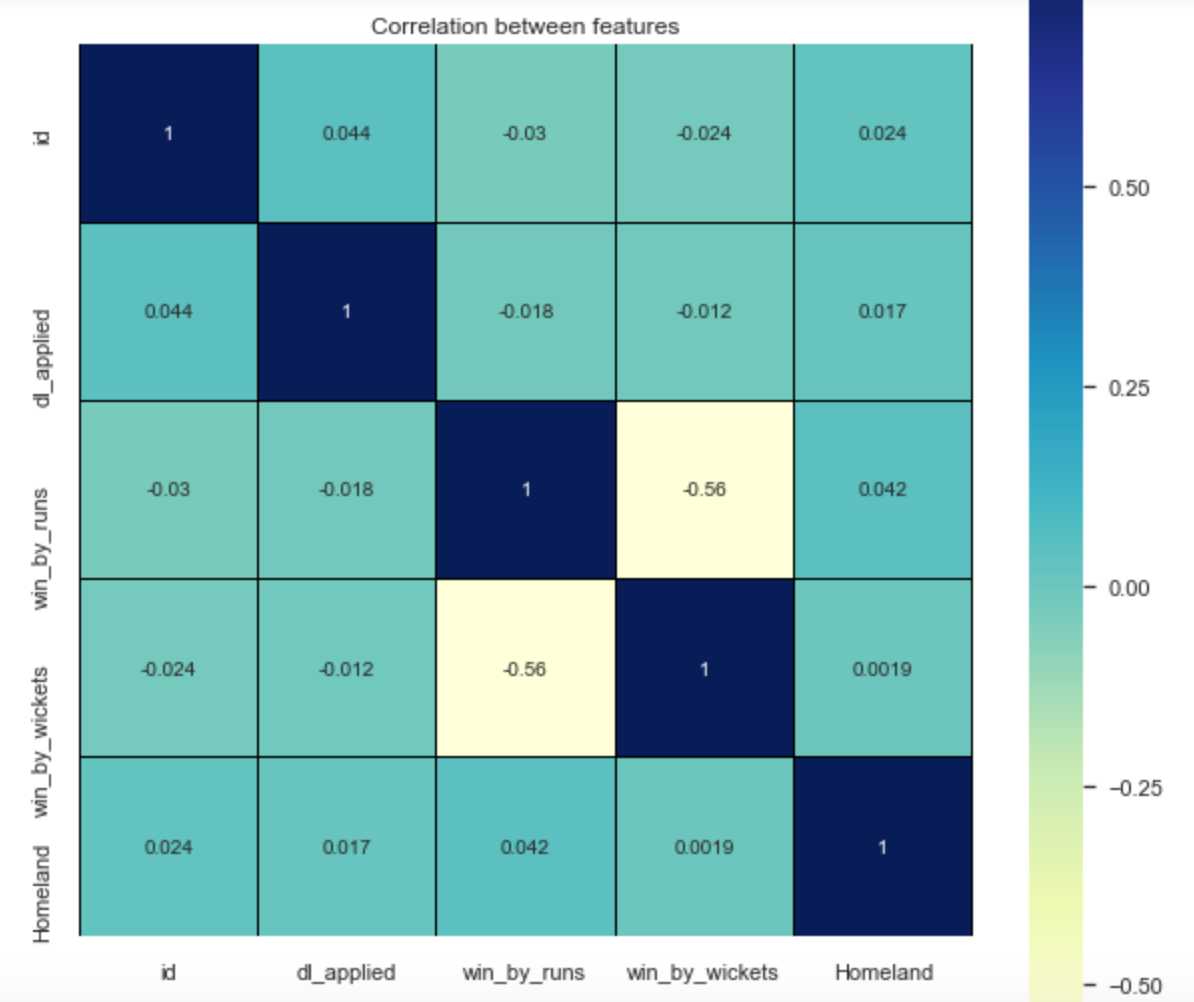 Correlation between features
id 1 0.044 -0.03 -0.024 0.024
dl_applied 0.044 1 -0.018 -0.012 0.017
win_by_runs -0.03 -0.018 1 -0.56 0.042
win_by_wickets -0.024 -0.012 -0.56 1 0.0019
Homeland 0.024 0.017 0.042 0.0019 1
id dl_applied win_by_runs win_by_wickets Homeland
0.50
0.25
0.00
−0.25
−0.50